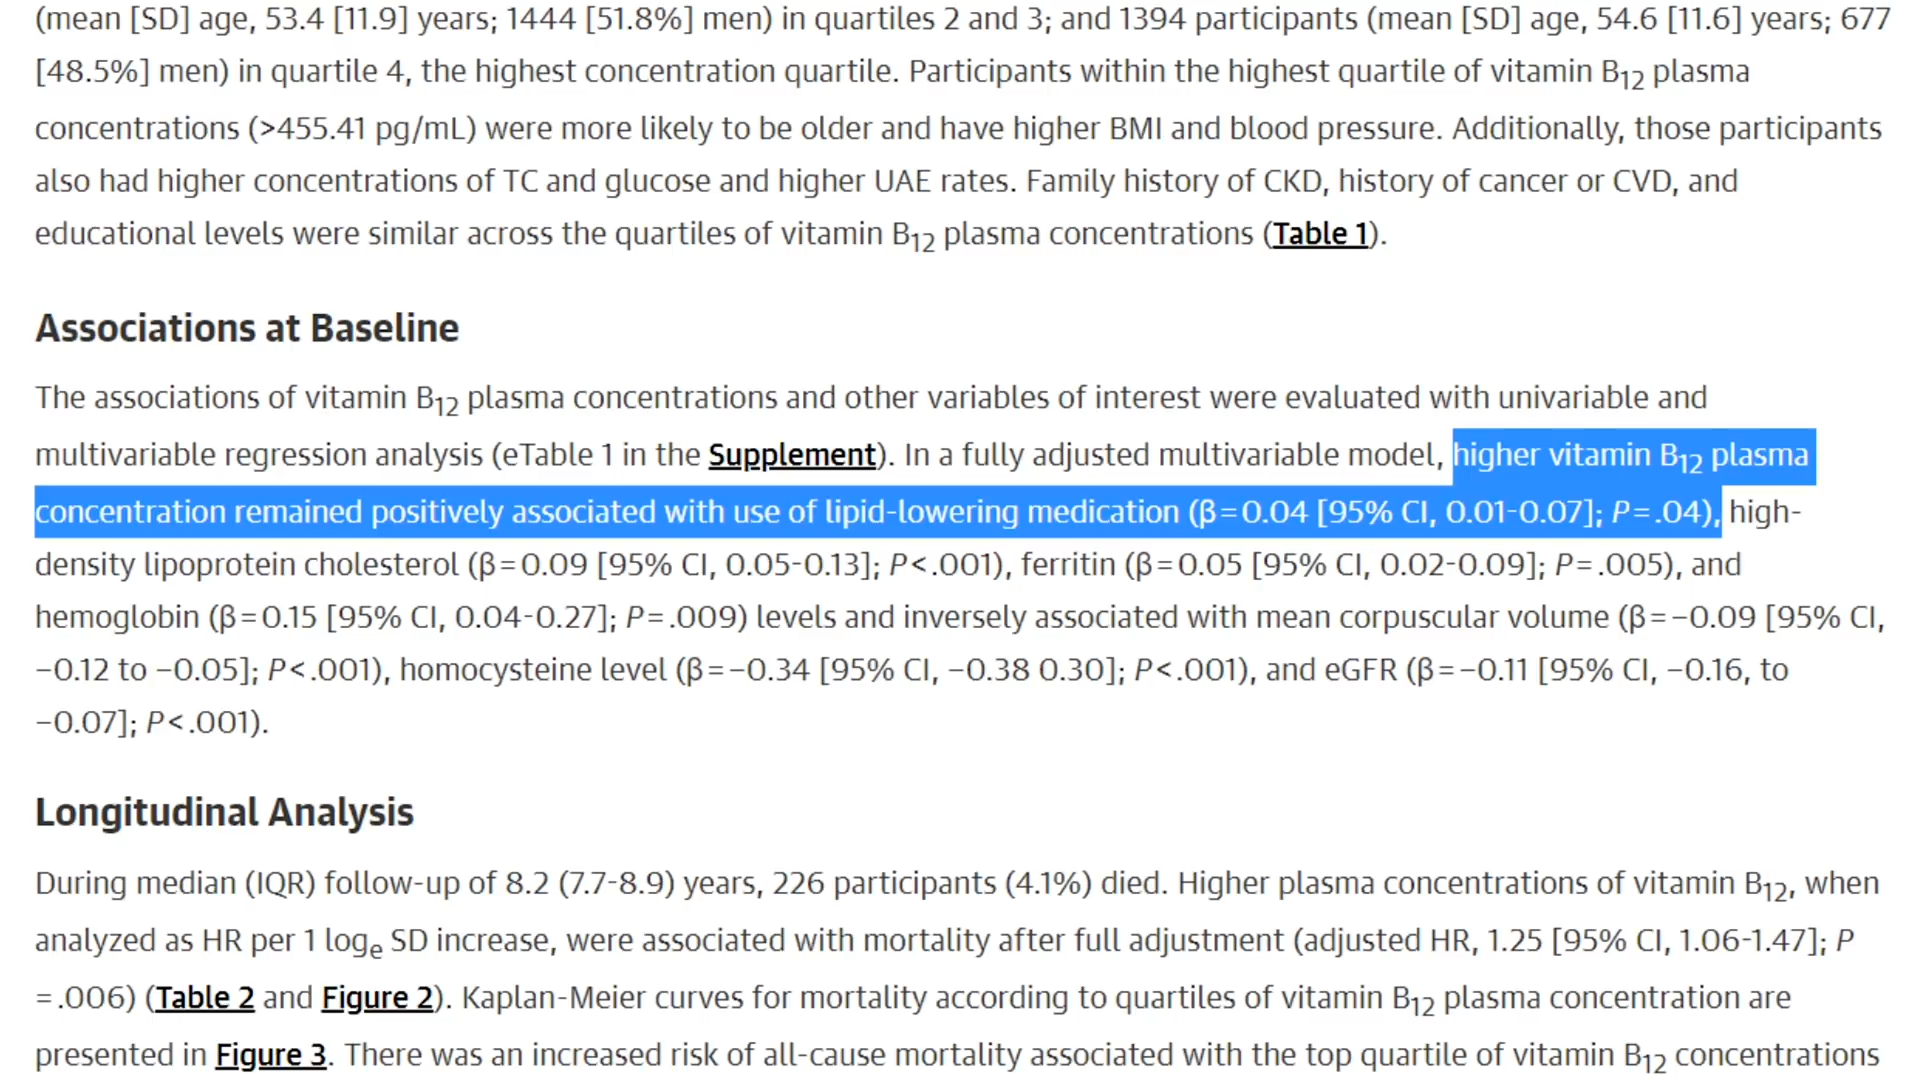 (mean [SD] age, 53.4 [11.9] years; 1444 [51.8%] men) in quartiles 2 and 3; and 1394 participants (mean [SD] age, 54.6 [11.6] years; 677
[48.5%] men) in quartile 4, the highest concentration quartile. Participants within the highest quartile of vitamin B12 plasma
concentrations (>455.41 pg/mL) were more likely to be older and have higher BMI and blood pressure. Additionally, those participants
also had higher concentrations of TC and glucose and higher UAE rates. Family history of CKD, history of cancer or CVD, and
educational levels were similar across the quartiles of vitamin B12 plasma concentrations (Table 1).
Associations at Baseline
The associations of vitamin B12 plasma concentrations and other variables of interest were evaluated with univariable and
multivariable regression analysis (eTable 1 in the Supplement). In a fully adjusted multivariable model, higher vitamin B12 plasma
concentration remained positively associated with use of lipid-lowering medication (β=0.04 [95% CI, 0.01-0.07]; P=.04), high-
density lipoprotein cholesterol (β=0.09 [95% CI, 0.05-0.13]; P<.001), ferritin (β=0.05 [95% CI, 0.02-0.09]; P=.005), and
hemoglobin (β=0.15 [95% CI, 0.04-0.27]; P=.009) levels and inversely associated with mean corpuscular volume (β=−0.09 [95% CI,
−0.12 to −0.05]; P<.001), homocysteine level (β=−0.34 [95% CI, −0.38 0.30]; P<.001), and eGFR (β=−0.11 [95% CI, −0.16, to
−0.07]; P<.001).
Longitudinal Analysis
During median (IQR) follow-up of 8.2 (7.7-8.9) years, 226 participants (4.1%) died. Higher plasma concentrations of vitamin B12, when
analyzed as HR per 1 loge SD increase, were associated with mortality after full adjustment (adjusted HR, 1.25 [95% CI, 1.06-1.47]; P
=.006) (Table 2 and Figure 2). Kaplan-Meier curves for mortality according to quartiles of vitamin B12 plasma concentration are
presented in Figure 3. There was an increased risk of all-cause mortality associated with the top quartile of vitamin B12 concentrations